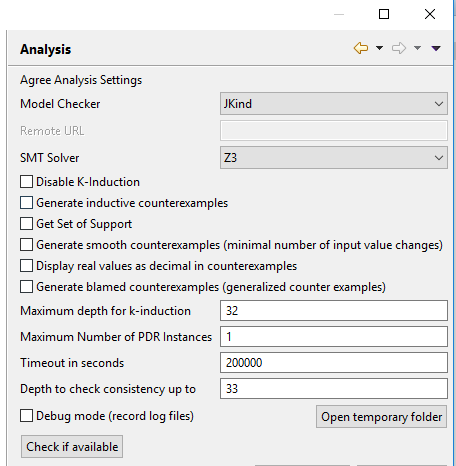 Analysis
Agree Analysis Settings
Model Checker JKind
Remote URL
SMT Solver Z3
Disable K-Induction
Generate inductive counterexamples
Get Set of Support
Generate smooth counterexamples (minimal number of input value changes)
Display real values as decimal in counterexamples
Generate blamed counterexamples (generalized counter examples)
Maximum depth for k-induction 32
Maximum Number of PDR Instances 1
Timeout in seconds 200000
Depth to check consistency up to 33
Debug mode (record log files) Open temporary folder
Check if available